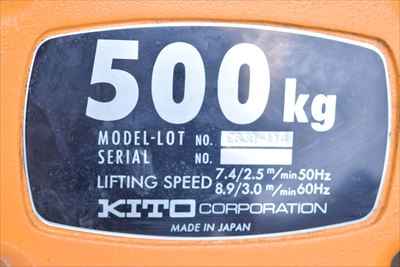 500 kg
MODEL-LOT NO.
SERIAL NO.
LIFTING SPEED 7.4/2.5 m/min 50Hz
8.9/3.0 m/min 60Hz
KITO CORPORATION
MADE IN JAPAN